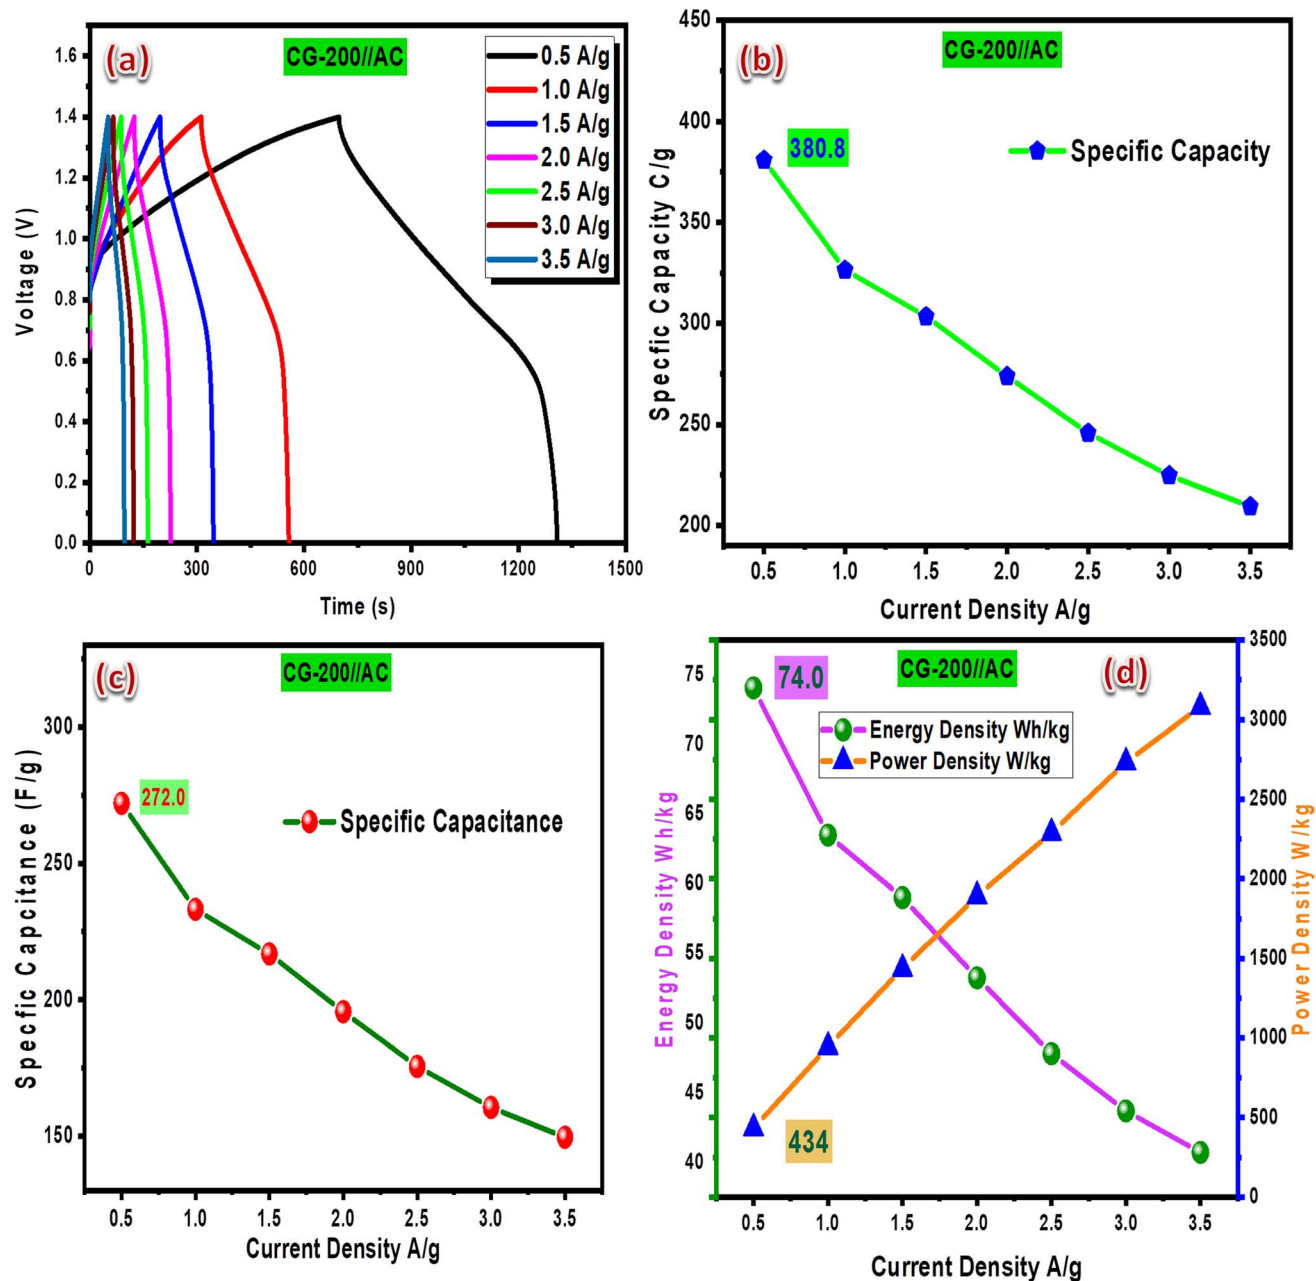 (a)
CG-200//AC
0.5 A/g
1.0 A/g
1.5 A/g
2.0 A/g
2.5 A/g
3.0 A/g
3.5 A/g
Voltage (V)
1.6
1.4
1.2
1.0
0.8
0.6
0.4
0.2
0.0
0 300 600 900 1200 1500
Time (s)
(b)
CG-200//AC
380.8
Specific Capacity
Specfic Capacity C/g
450
400
350
300
250
200
0.5 1.0 1.5 2.0 2.5 3.0 3.5
Current Density A/g
(c)
CG-200//AC
272.0
Specific Capacitance
Specfic Capacitance (F/g)
300
250
200
150
0.5 1.0 1.5 2.0 2.5 3.0 3.5
Current Density A/g
(d)
CG-200//AC
74.0
Energy Density Wh/kg
Power Density W/kg
434
Energy Density Wh/kg
75
70
65
60
55
50
45
40
Power Density W/kg
3500
3000
2500
2000
1500
1000
500
0
0.5 1.0 1.5 2.0 2.5 3.0 3.5
Current Density A/g